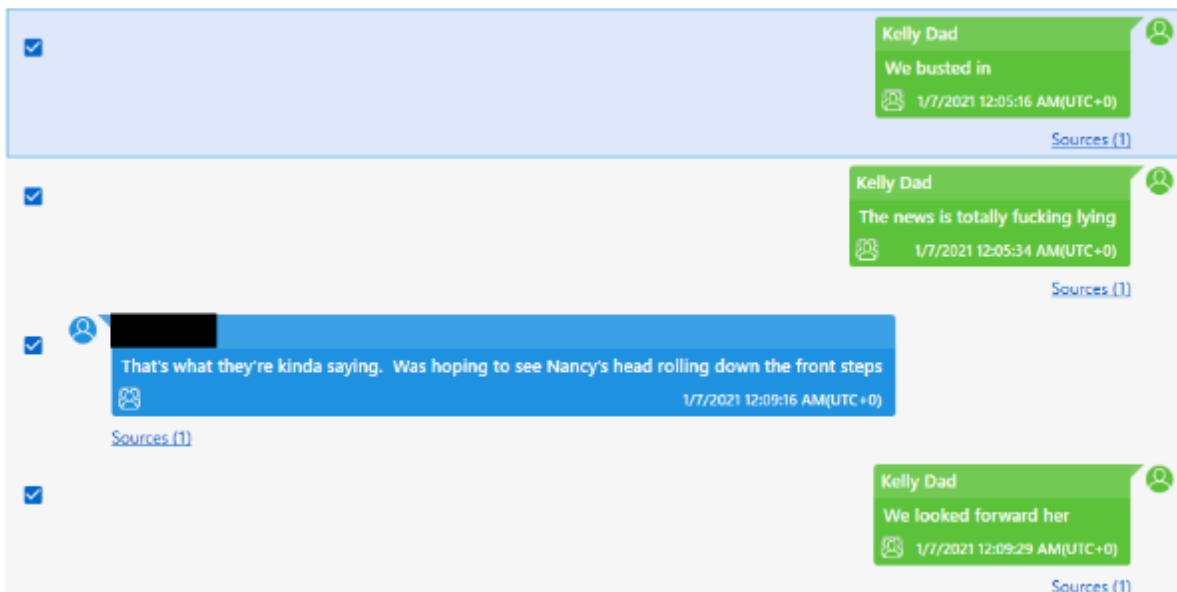 Kelly Dad
We busted in
1/7/2021 12:05:16 AM(UTC+0)
Sources (1)
Kelly Dad
The news is totally fucking lying
1/7/2021 12:05:34 AM(UTC+0)
Sources (1)
That's what they're kinda saying.  Was hoping to see Nancy's head rolling down the front steps
1/7/2021 12:09:16 AM(UTC+0)
Sources (1)
Kelly Dad
We looked forward her
1/7/2021 12:09:29 AM(UTC+0)
Sources (1)